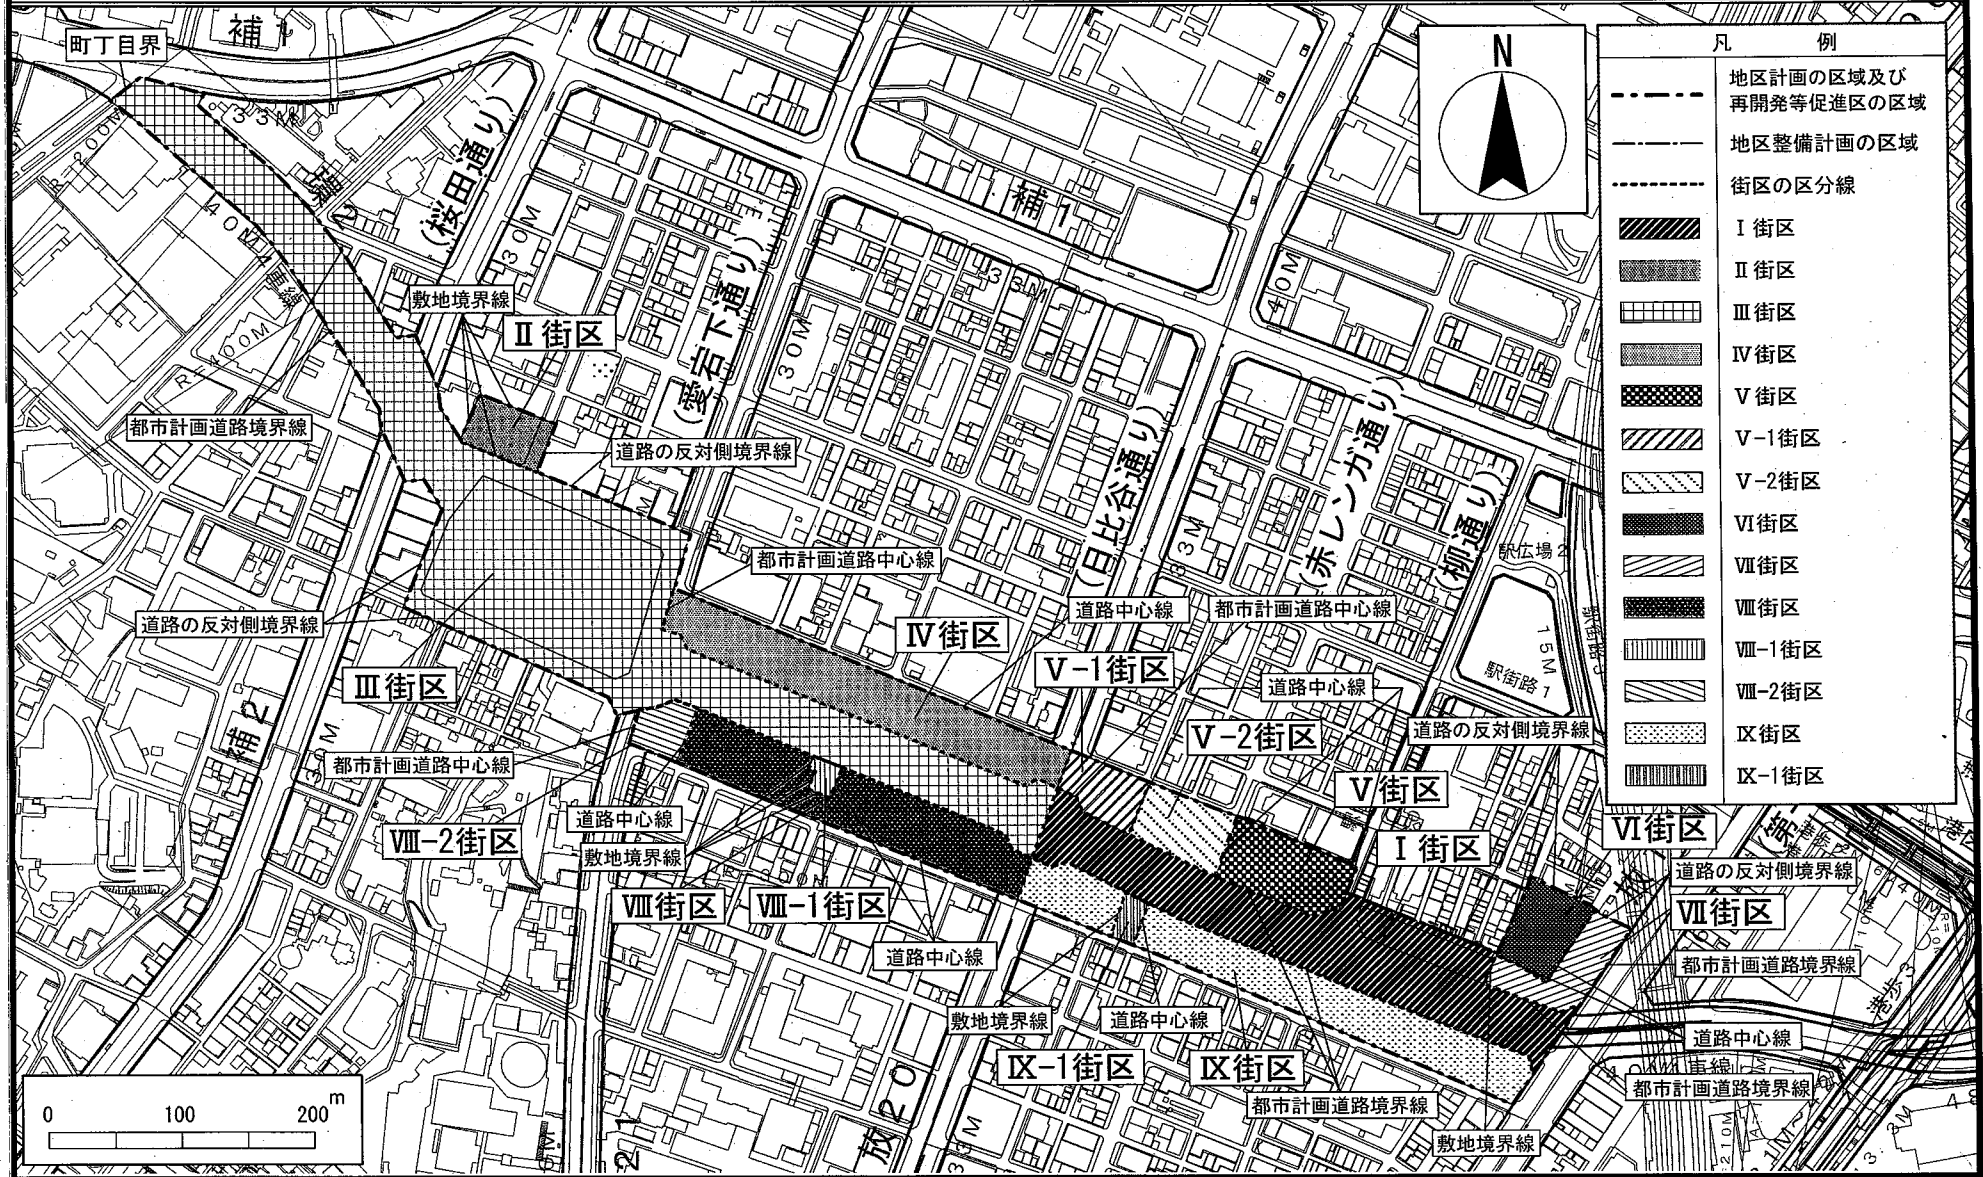 町丁目界
補1
33M
R=200M
40M
4車線
環2
(桜田通り)
30M
敷地境界線
Ⅱ街区
(愛宕下通り)
30M
R=400M
都市計画道路境界線
道路の反対側境界線
補1
33M
40M
(日比谷通り)
33M
(赤レンガ通り)
(柳通り)
駅広場2
15M
駅街路1
駅街路3
都市計画道路中心線
道路中心線
都市計画道路中心線
道路の反対側境界線
Ⅳ街区
Ⅴ-1街区
道路中心線
Ⅲ街区
Ⅴ-2街区
道路の反対側境界線
補2
30M
都市計画道路中心線
Ⅴ街区
道路中心線
Ⅷ-2街区
敷地境界線
Ⅰ街区
Ⅵ街区
道路の反対側境界線
Ⅷ街区
Ⅷ-1街区
Ⅶ街区
道路中心線
都市計画道路境界線
敷地境界線
道路中心線
道路中心線
Ⅸ-1街区
Ⅸ街区
都市計画道路境界線
都市計画道路境界線
敷地境界線
放20
33M
21
港歩3
N
0 100 200m
凡 例
地区計画の区域及び
再開発等促進区の区域
地区整備計画の区域
街区の区分線
Ⅰ街区
Ⅱ街区
Ⅲ街区
Ⅳ街区
Ⅴ街区
Ⅴ-1街区
Ⅴ-2街区
Ⅵ街区
Ⅶ街区
Ⅷ街区
Ⅷ-1街区
Ⅷ-2街区
Ⅸ街区
Ⅸ-1街区